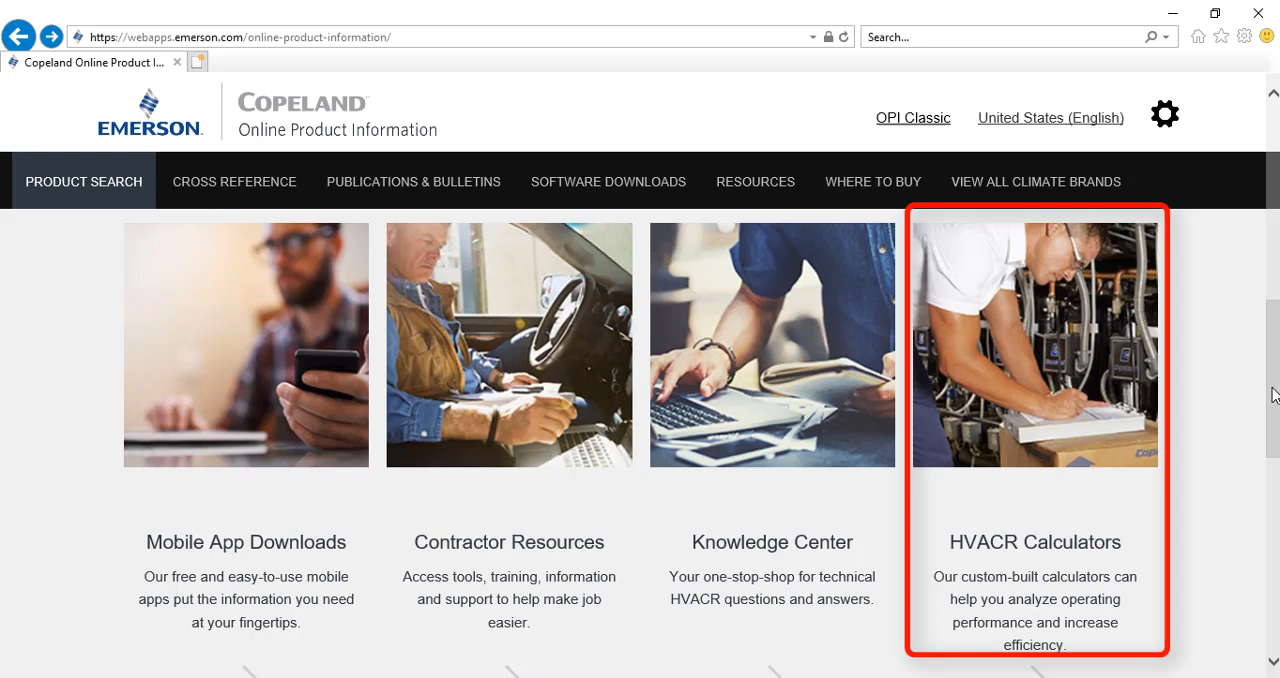 https://webapps.emerson.com/online-product-information/
Search...
Copeland Online Product I...
EMERSON
COPELAND
Online Product Information
OPI Classic
United States (English)
PRODUCT SEARCH
CROSS REFERENCE
PUBLICATIONS & BULLETINS
SOFTWARE DOWNLOADS
RESOURCES
WHERE TO BUY
VIEW ALL CLIMATE BRANDS
Mobile App Downloads
Our free and easy-to-use mobile
apps put the information you need
at your fingertips.
Contractor Resources
Access tools, training, information
and support to help make job
easier.
Knowledge Center
Your one-stop-shop for technical
HVACR questions and answers.
HVACR Calculators
Our custom-built calculators can
help you analyze operating
performance and increase
efficiency.